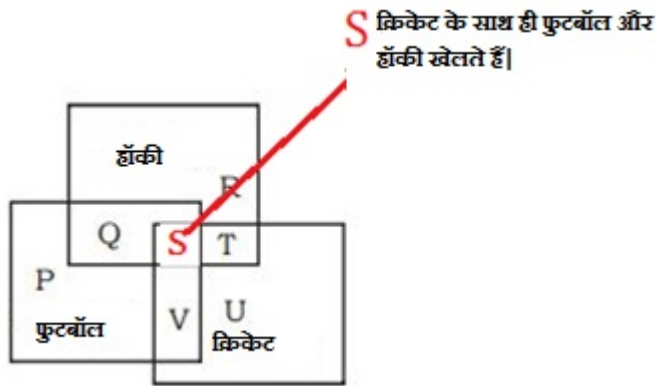 S क्रिकेट के साथ ही फुटबॉल और
हॉकी खेलते हैं|
हॉकी
R
Q S T
P
V U
फुटबॉल क्रिकेट